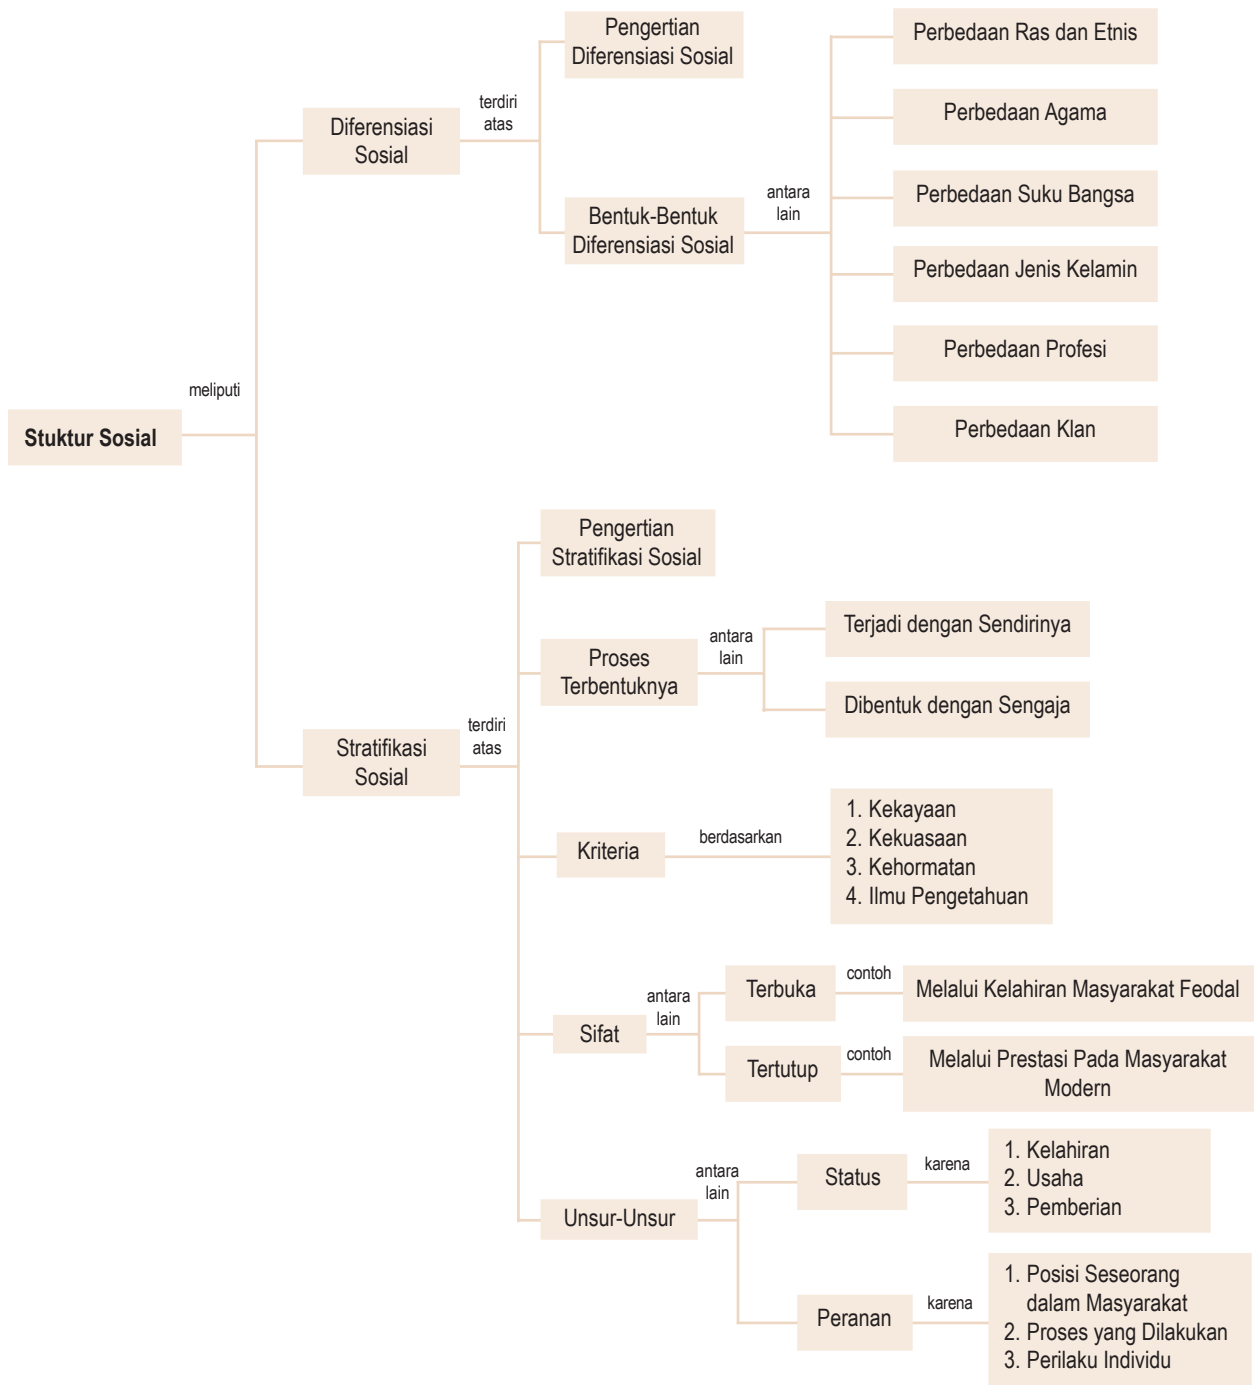 Stuktur Sosial
meliputi
Diferensiasi
Sosial
terdiri
atas
Pengertian
Diferensiasi Sosial
Bentuk-Bentuk
Diferensiasi Sosial
antara
lain
Perbedaan Ras dan Etnis
Perbedaan Agama
Perbedaan Suku Bangsa
Perbedaan Jenis Kelamin
Perbedaan Profesi
Perbedaan Klan
Stratifikasi
Sosial
terdiri
atas
Pengertian
Stratifikasi Sosial
Proses
Terbentuknya
antara
lain
Terjadi dengan Sendirinya
Dibentuk dengan Sengaja
Kriteria
berdasarkan
1. Kekayaan
2. Kekuasaan
3. Kehormatan
4. Ilmu Pengetahuan
Sifat
antara
lain
Terbuka
contoh
Melalui Kelahiran Masyarakat Feodal
Tertutup
contoh
Melalui Prestasi Pada Masyarakat
Modern
Unsur-Unsur
antara
lain
Status
karena
1. Kelahiran
2. Usaha
3. Pemberian
Peranan
karena
1. Posisi Seseorang
dalam Masyarakat
2. Proses yang Dilakukan
3. Perilaku Individu